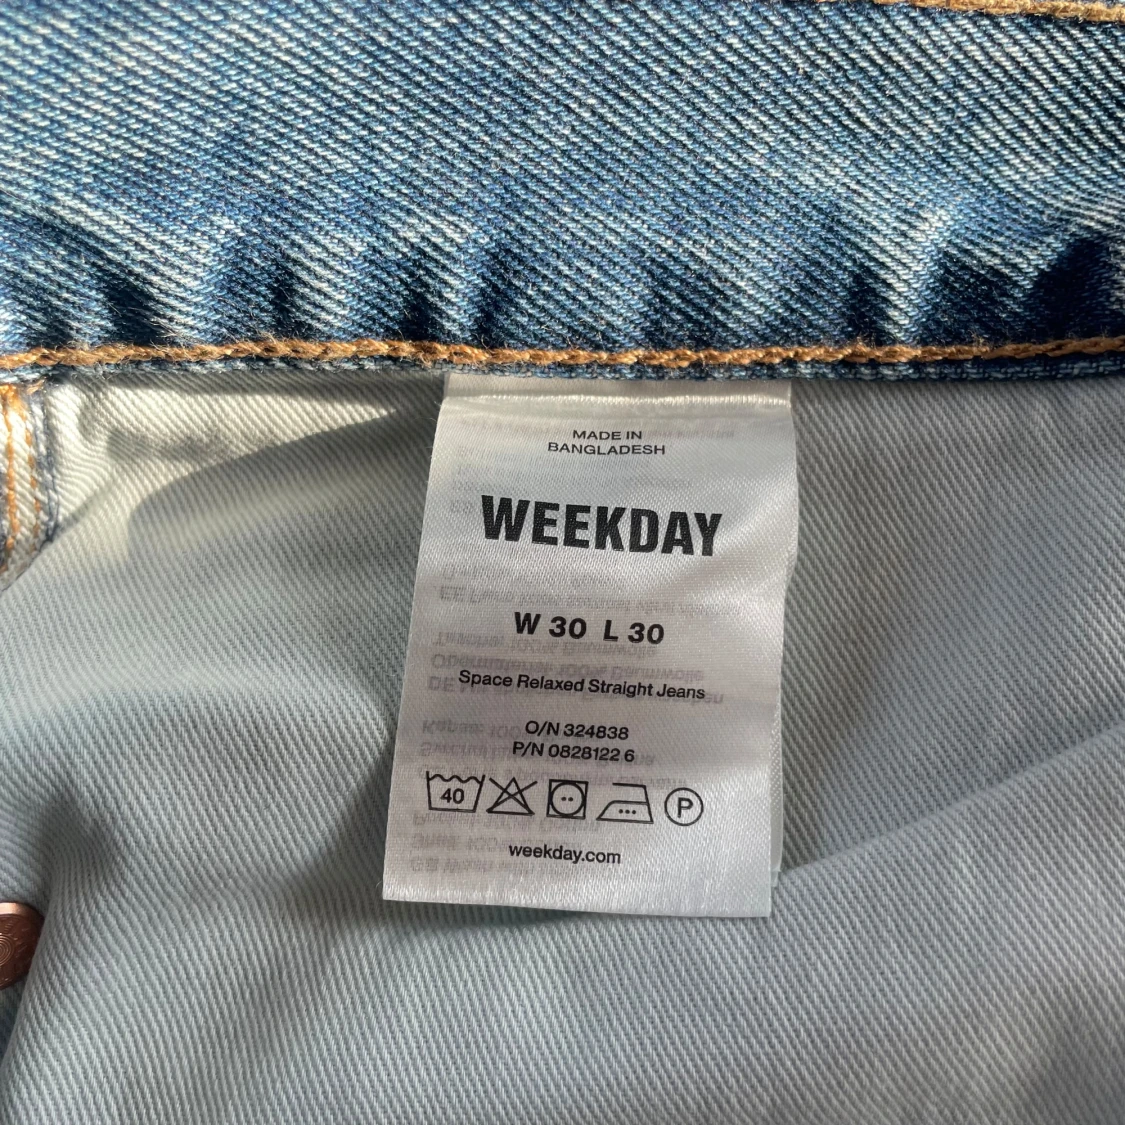 MADE IN
BANGLADESH
WEEKDAY
W 30 L 30
Space Relaxed Straight Jeans
O/N 324838
P/N 0828122 6
40 P
weekday.com